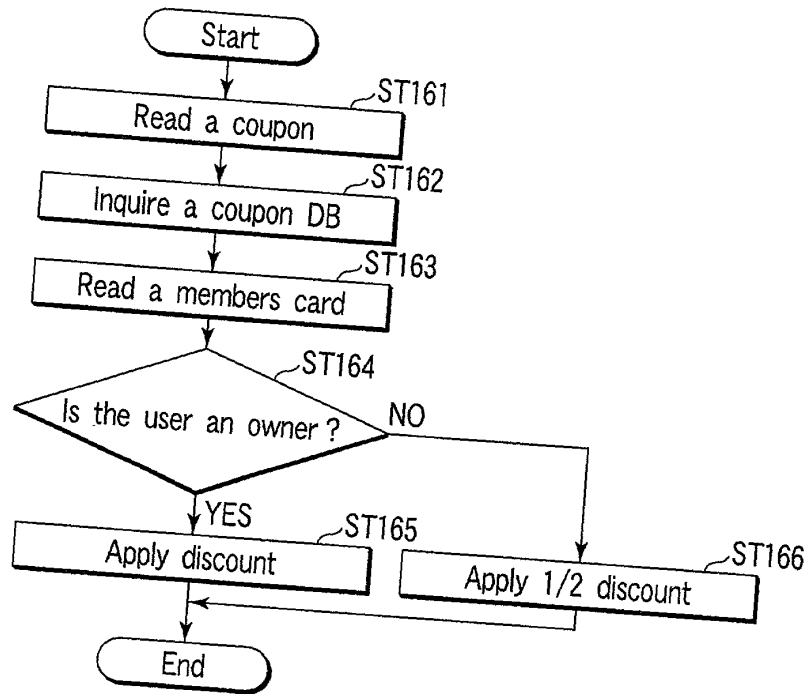 Start
ST161
Read a coupon
ST162
Inquire a coupon DB
ST163
Read a members card
ST164
Is the user an owner?
NO
YES
ST165
Apply discount
ST166
Apply 1/2 discount
End